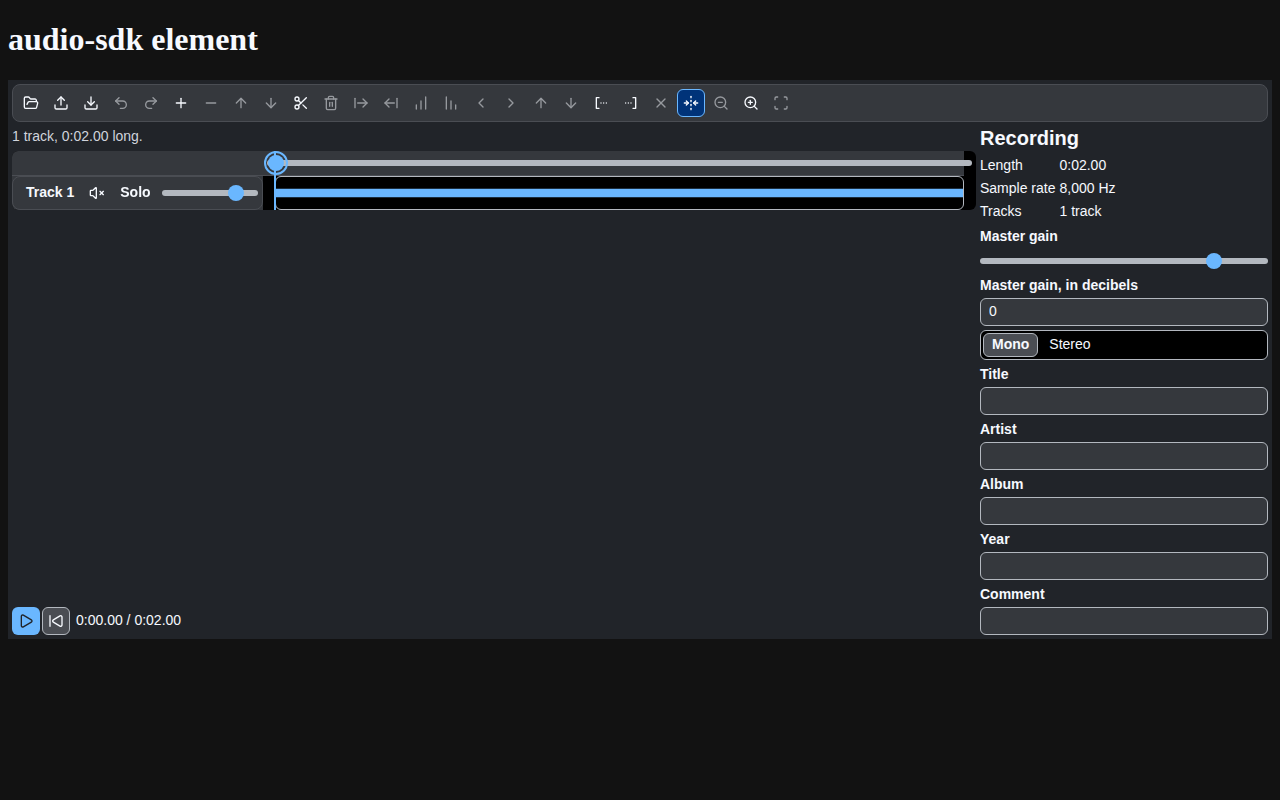 audio-sdk element
1 track, 0:02.00 long.
Track 1 Solo
0:00.00 / 0:02.00
Recording
Length 0:02.00
Sample rate 8,000 Hz
Tracks 1 track
Master gain
Master gain, in decibels
0
Mono Stereo
Title
Artist
Album
Year
Comment